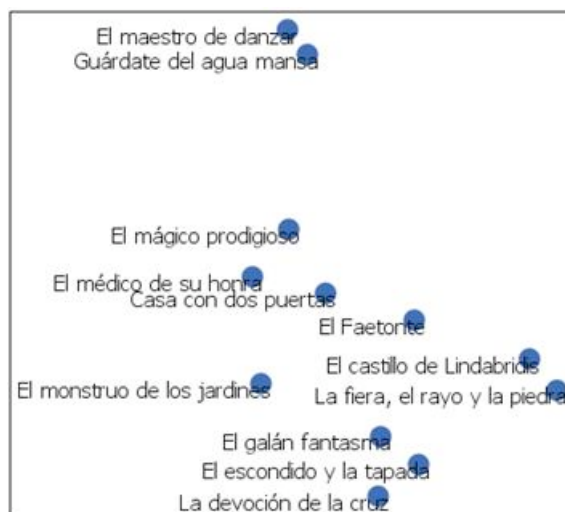 El maestro de danzar
Guárdate del agua mansa
El mágico prodigioso
El médico de su honra
Casa con dos puertas
El Faetonte
El castillo de Lindabridis
La fiera, el rayo y la piedra
El monstruo de los jardines
El galán fantasma
El escondido y la tapada
La devoción de la cruz